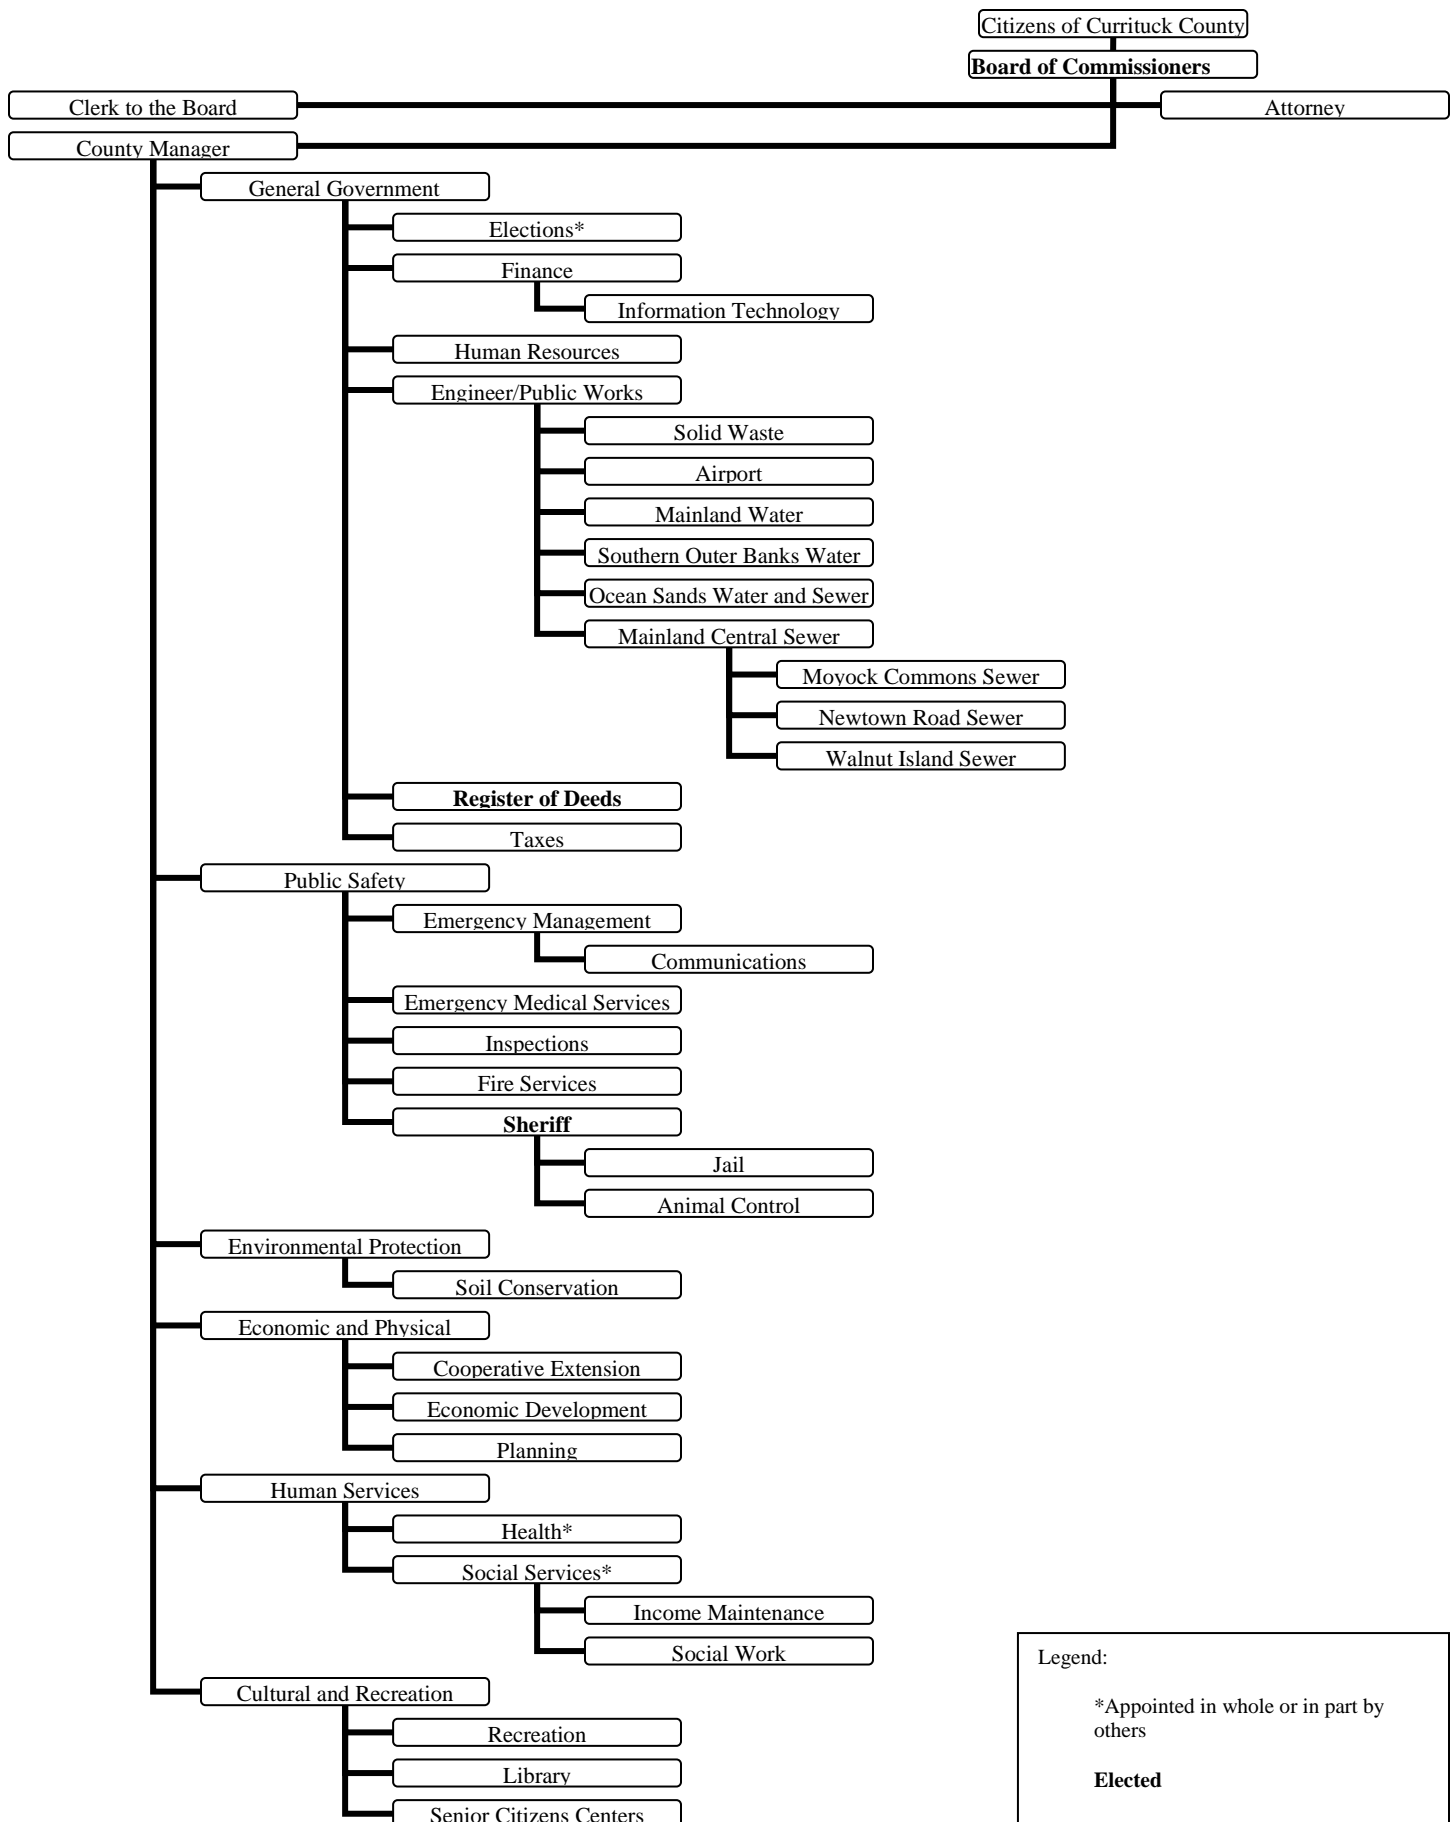 Citizens of Currituck County
Board of Commissioners
Clerk to the Board
Attorney
County Manager
General Government
Elections*
Finance
Information Technology
Human Resources
Engineer/Public Works
Solid Waste
Airport
Mainland Water
Southern Outer Banks Water
Ocean Sands Water and Sewer
Mainland Central Sewer
Moyock Commons Sewer
Newtown Road Sewer
Walnut Island Sewer
Register of Deeds
Taxes
Public Safety
Emergency Management
Communications
Emergency Medical Services
Inspections
Fire Services
Sheriff
Jail
Animal Control
Environmental Protection
Soil Conservation
Economic and Physical
Cooperative Extension
Economic Development
Planning
Human Services
Health*
Social Services*
Income Maintenance
Social Work
Cultural and Recreation
Recreation
Library
Senior Citizens Centers
Legend:
*Appointed in whole or in part by
others
Elected